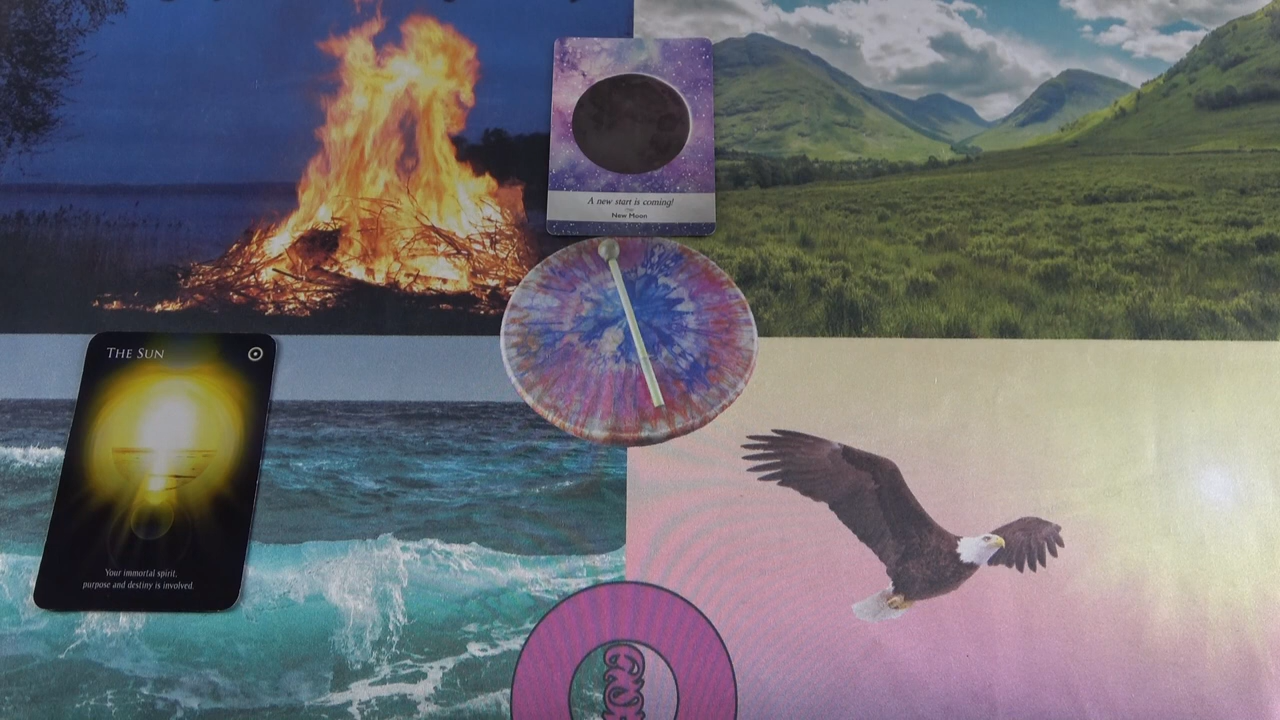 A new start is coming!
New Moon
THE SUN
Your immortal spirit,
purpose and destiny is involved.